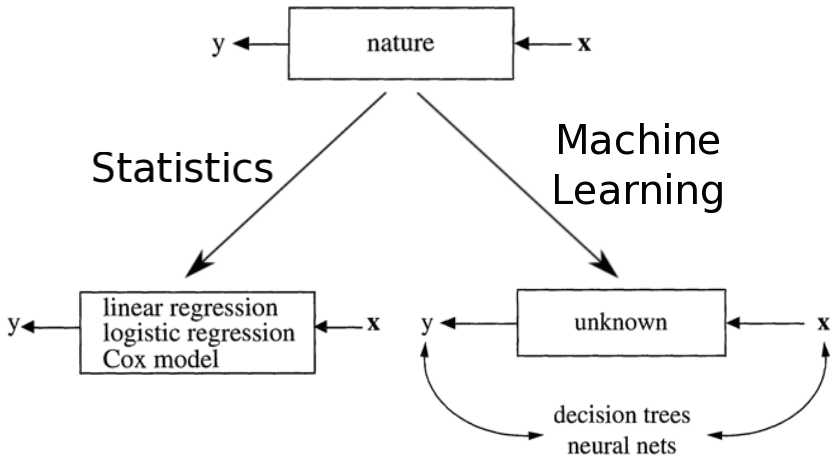 y nature x
Statistics
Machine
Learning
y linear regression x
logistic regression
Cox model
y unknown x
decision trees
neural nets